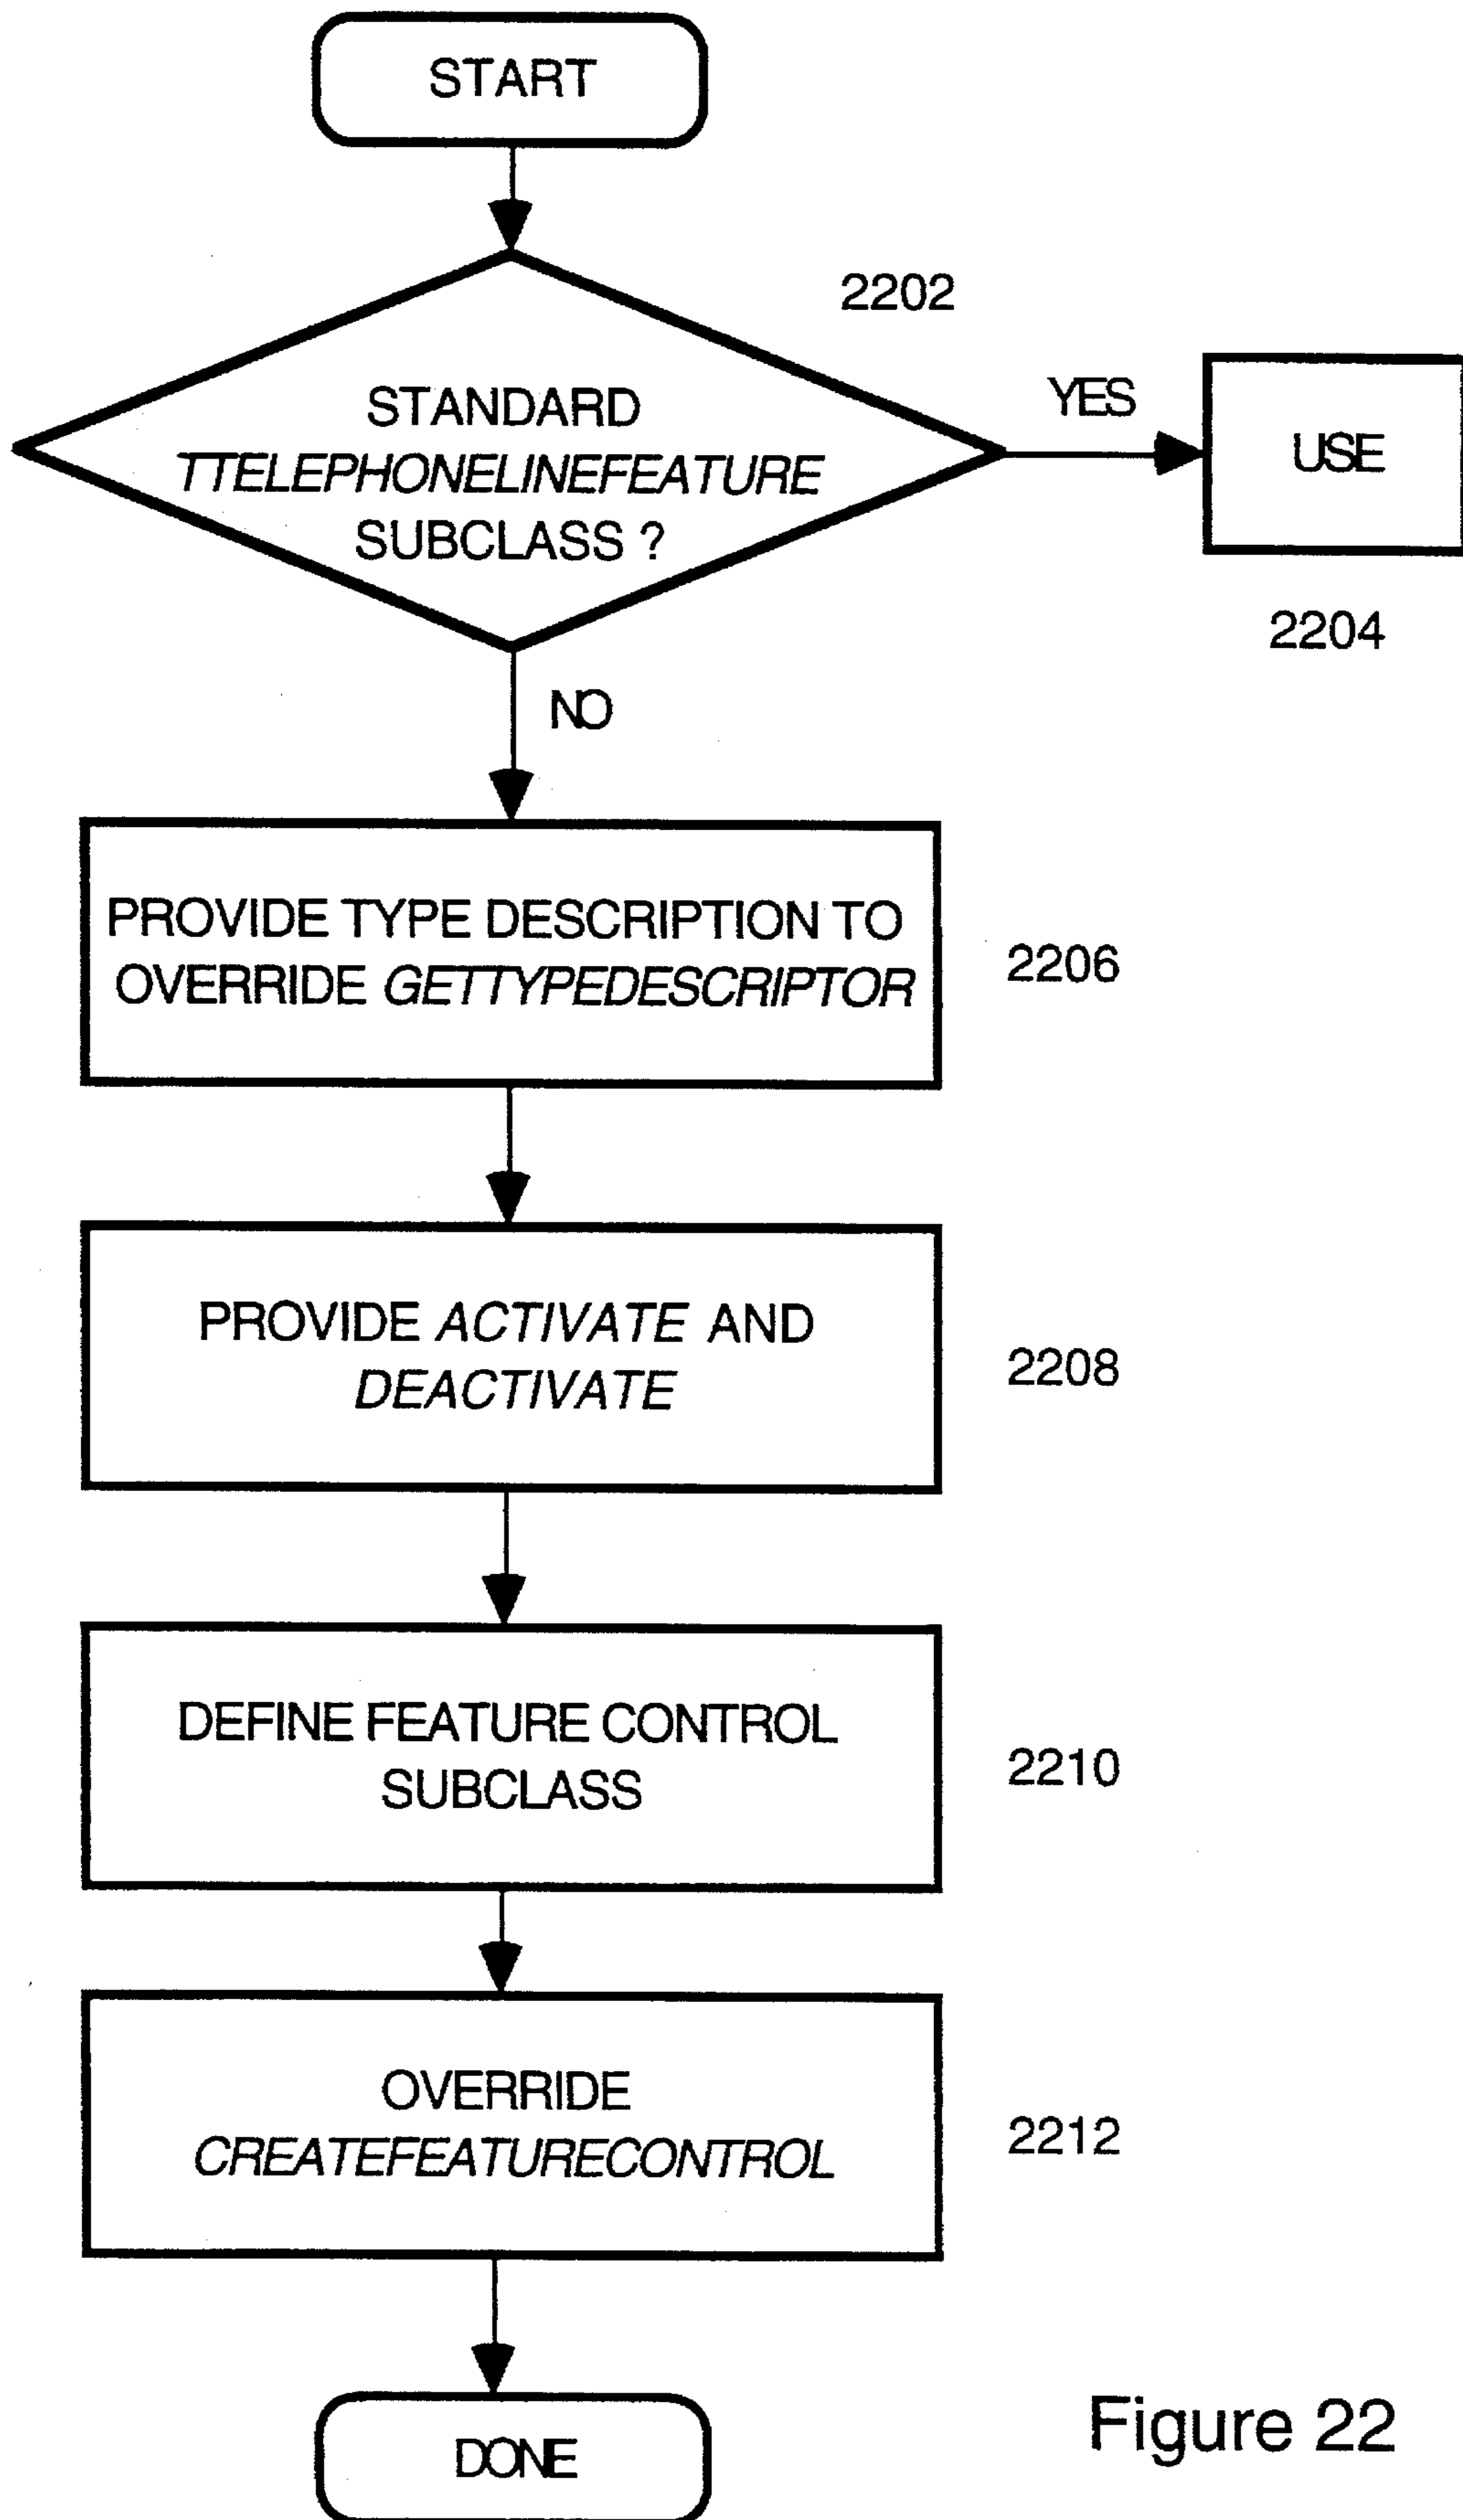 START
2202
STANDARD
TTELEPHONELINEFEATURE
SUBCLASS ?
YES
USE
2204
NO
PROVIDE TYPE DESCRIPTION TO
OVERRIDE GETTYPEDESCRIPTOR
2206
PROVIDE ACTIVATE AND
DEACTIVATE
2208
DEFINE FEATURE CONTROL
SUBCLASS
2210
OVERRIDE
CREATEFEATURECONTROL
2212
DONE
Figure 22